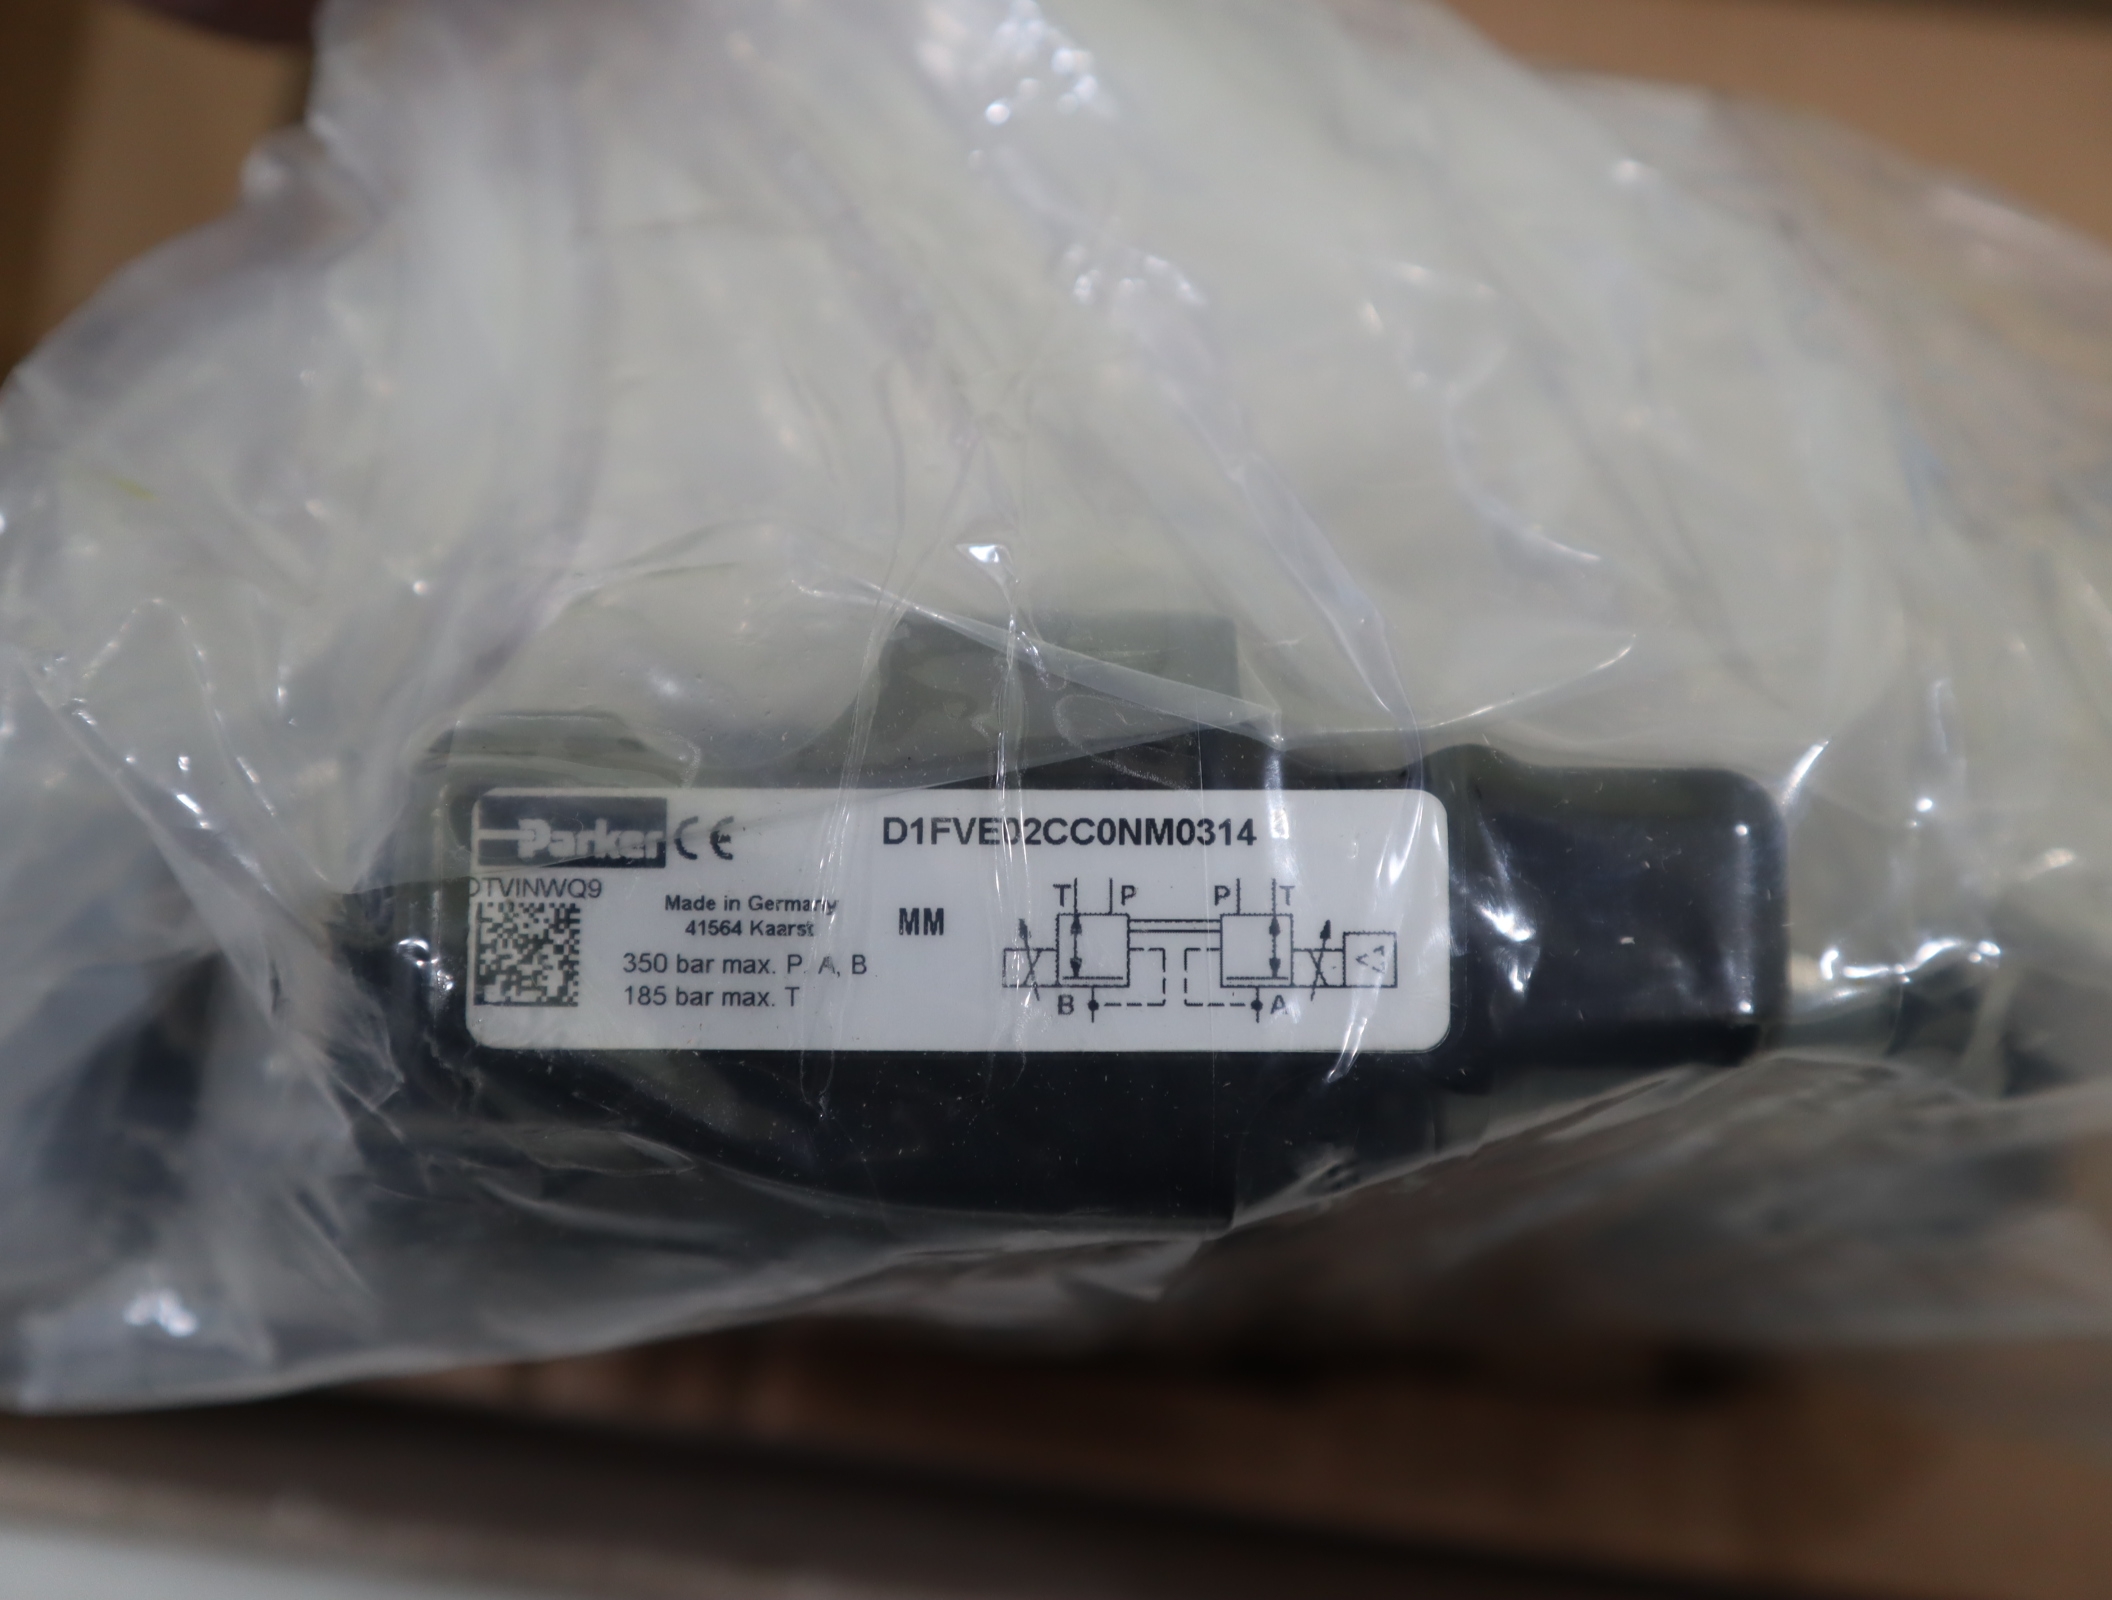 Parker CE
D1FVE02CC0NM0314
DTVINWQ9
Made in Germany
41564 Kaarst
MM
350 bar max. P, A, B
185 bar max. T
T P P T
B A